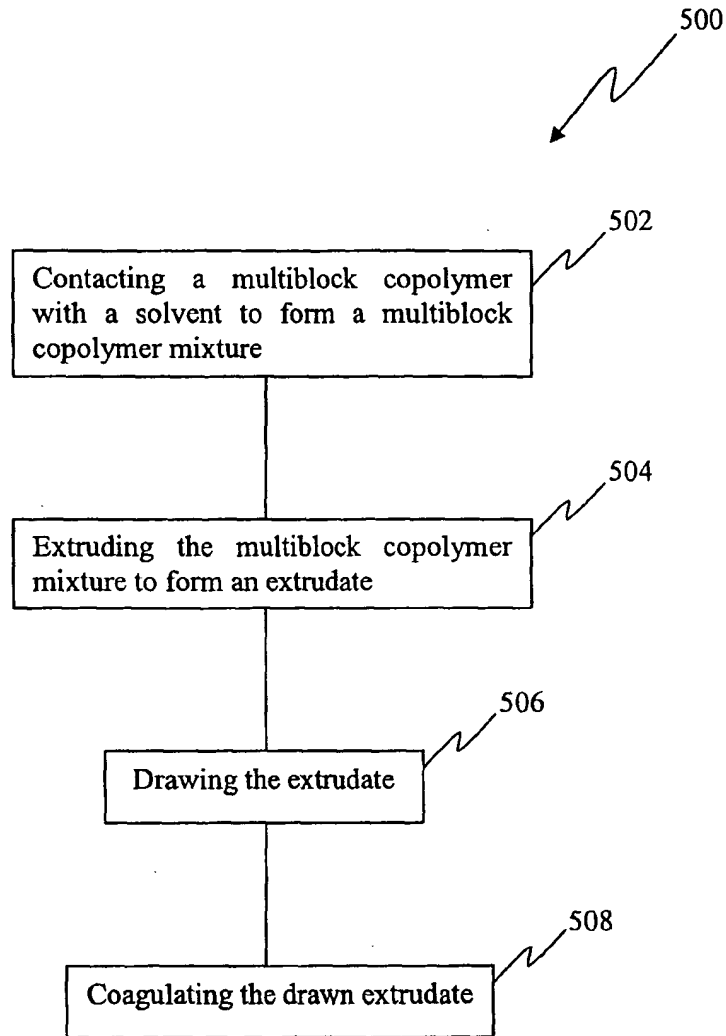 500
502
Contacting a multiblock copolymer
with a solvent to form a multiblock
copolymer mixture
504
Extruding the multiblock copolymer
mixture to form an extrudate
506
Drawing the extrudate
508
Coagulating the drawn extrudate